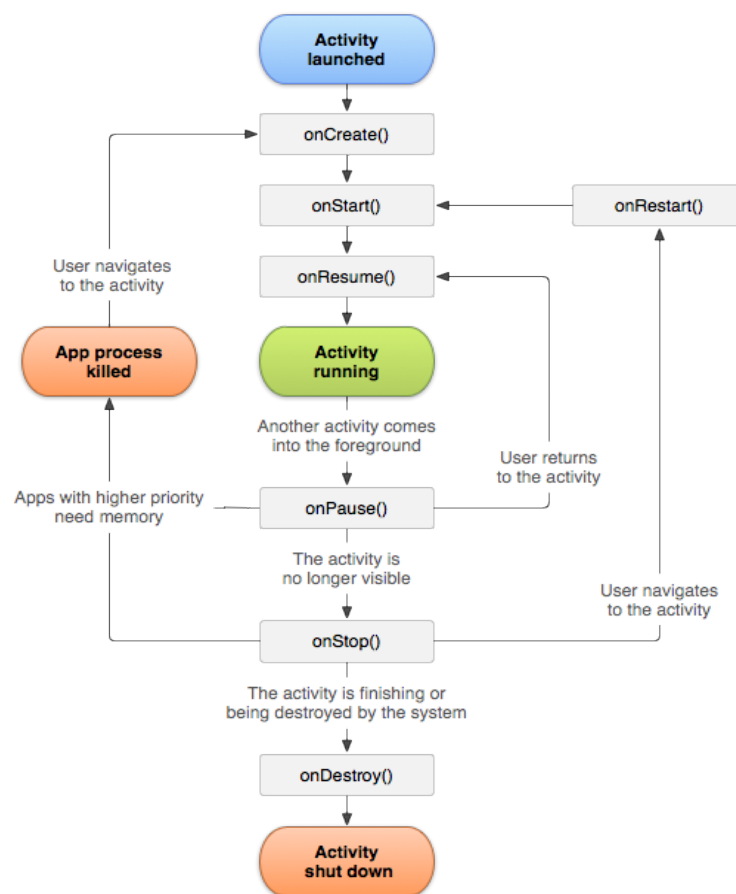 Activity
launched
onCreate()
onStart()
onRestart()
User navigates
to the activity
onResume()
App process
killed
Activity
running
Another activity comes
into the foreground
User returns
to the activity
Apps with higher priority
need memory
onPause()
The activity is
no longer visible
User navigates
to the activity
onStop()
The activity is finishing or
being destroyed by the system
onDestroy()
Activity
shut down